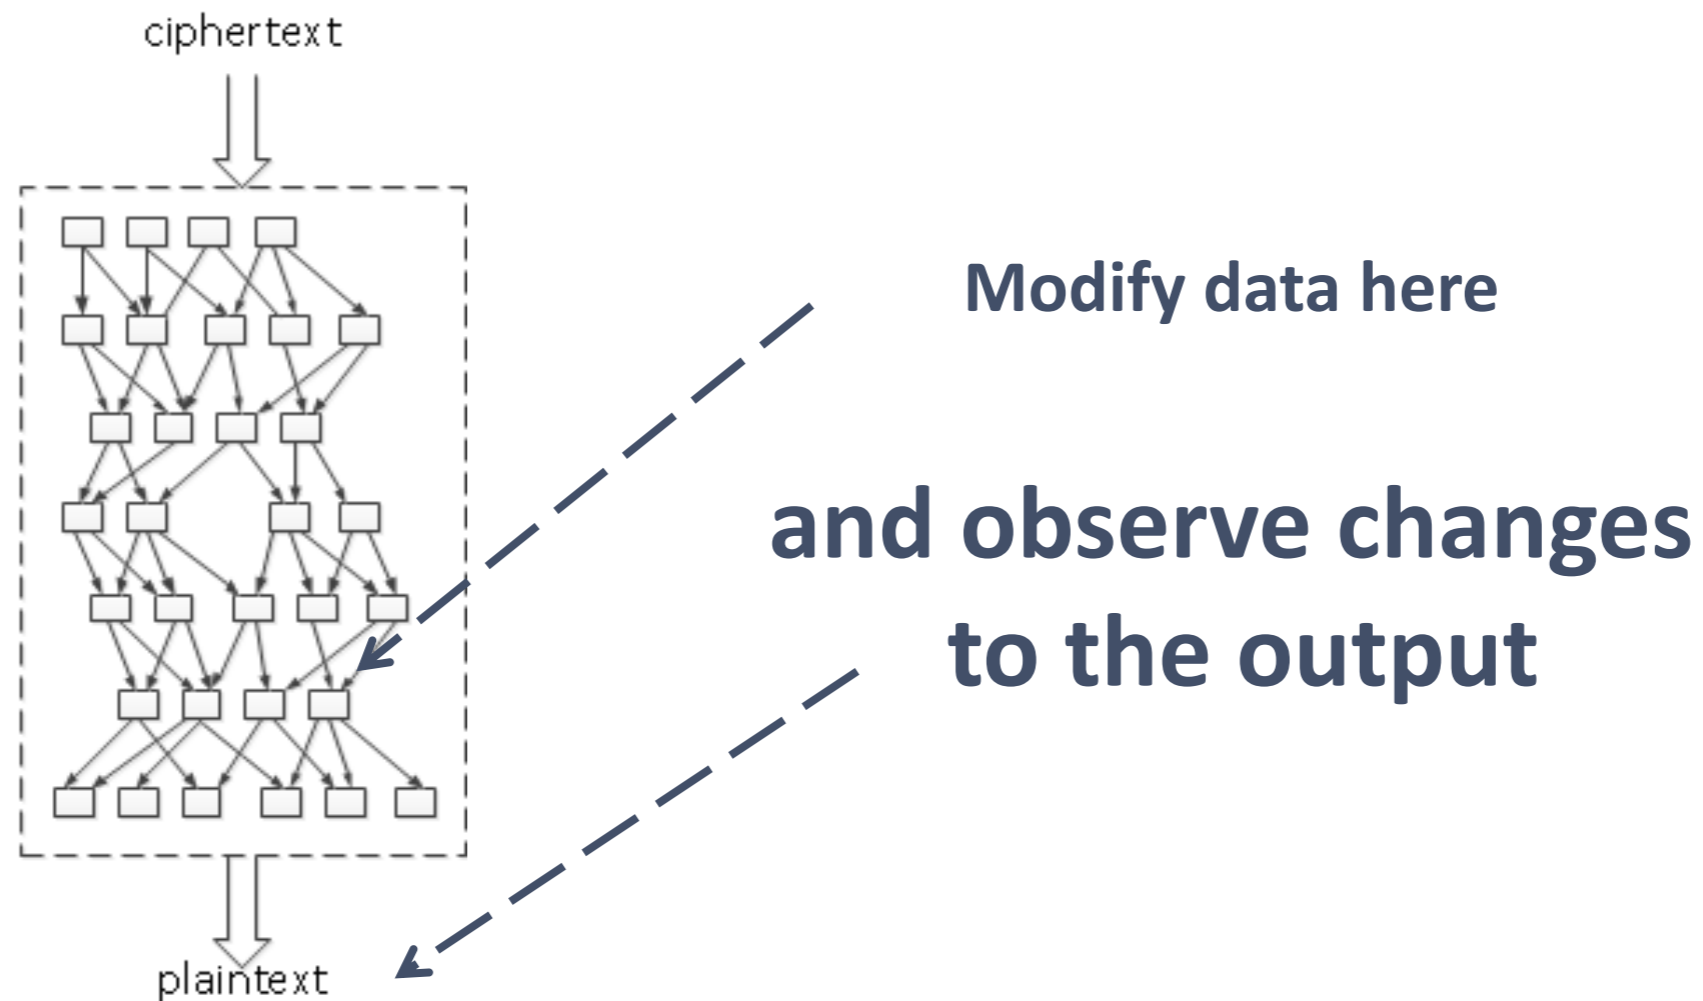 ciphertext
Modify data here
and observe changes
to the output
plaintext